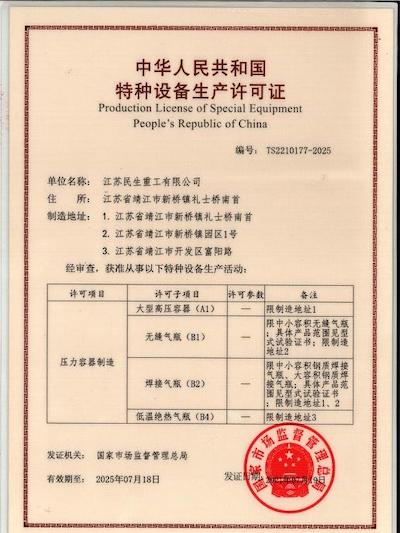 中华人民共和国
特种设备生产许可证
Production License of Special Equipment
People's Republic of China
编号: TS2210177-2025
单位名称: 江苏民生重工有限公司
住 所: 江苏省靖江市新桥镇礼士桥南首
制造地址: 1. 江苏省靖江市新桥镇礼士桥南首
2. 江苏省靖江市新桥镇园区1号
3. 江苏省靖江市开发区富阳路
经审查, 获准从事以下特种设备生产活动:
许可项目 许可子项目 许可参数 备注
压力容器制造
大型高压容器 (A1) — 限制造地址1
无缝气瓶 (B1) —
限中小容积无缝气瓶
; 具体产品范围见型
式试验证书; 限制造
地址2
焊接气瓶 (B2) —
限中小容积钢质焊接
气瓶、大容积钢质焊
接气瓶; 具体产品范
围见型式试验证书
; 限制造地址1、2
低温绝热气瓶 (B4) — 限制造地址3
发证机关: 国家市场监督管理总局
有效期至: 2025年07月18日
发证日期:
国家市场监督管理总局